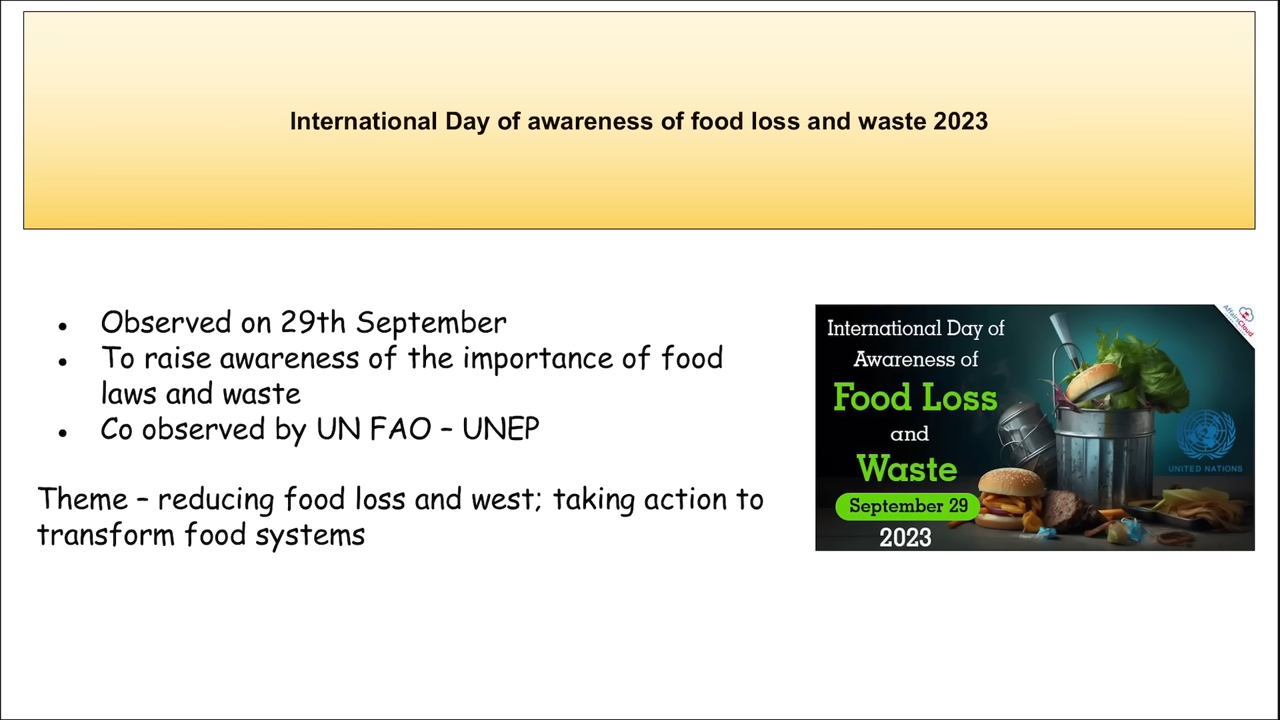 International Day of awareness of food loss and waste 2023
Observed on 29th September
To raise awareness of the importance of food
laws and waste
Co observed by UN FAO – UNEP
Theme – reducing food loss and west; taking action to
transform food systems
International Day of
Awareness of
Food Loss
and
Waste
September 29
2023
AffairsCloud
UNITED NATIONS